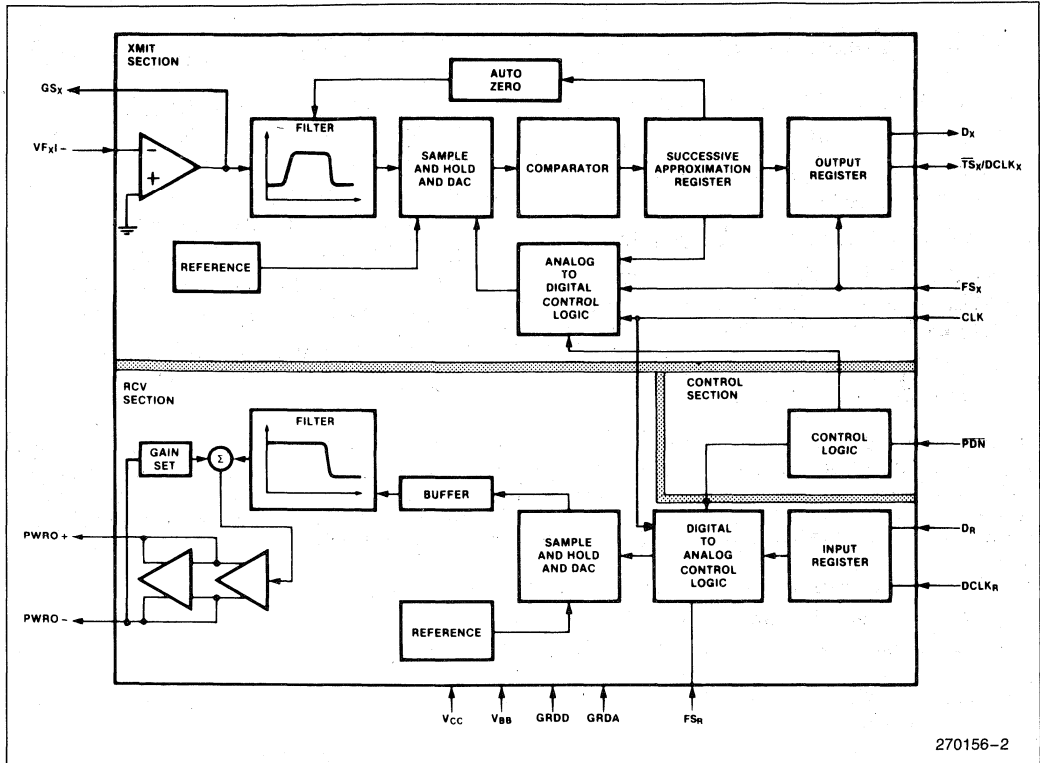 XMIT
SECTION
AUTO
ZERO
GSX
VFXI-
FILTER
SAMPLE
AND HOLD
AND DAC
COMPARATOR
SUCCESSIVE
APPROXIMATION
REGISTER
OUTPUT
REGISTER
DX
T̅S̅X/DCLKX
REFERENCE
ANALOG
TO
DIGITAL
CONTROL
LOGIC
FSX
CLK
RCV
SECTION
CONTROL
SECTION
FILTER
GAIN
SET
Σ
BUFFER
CONTROL
LOGIC
P̅D̅N̅
PWRO+
PWRO-
SAMPLE
AND HOLD
AND DAC
DIGITAL
TO
ANALOG
CONTROL
LOGIC
INPUT
REGISTER
DR
DCLKR
REFERENCE
VCC
VBB
GRDD
GRDA
FSR
270156-2